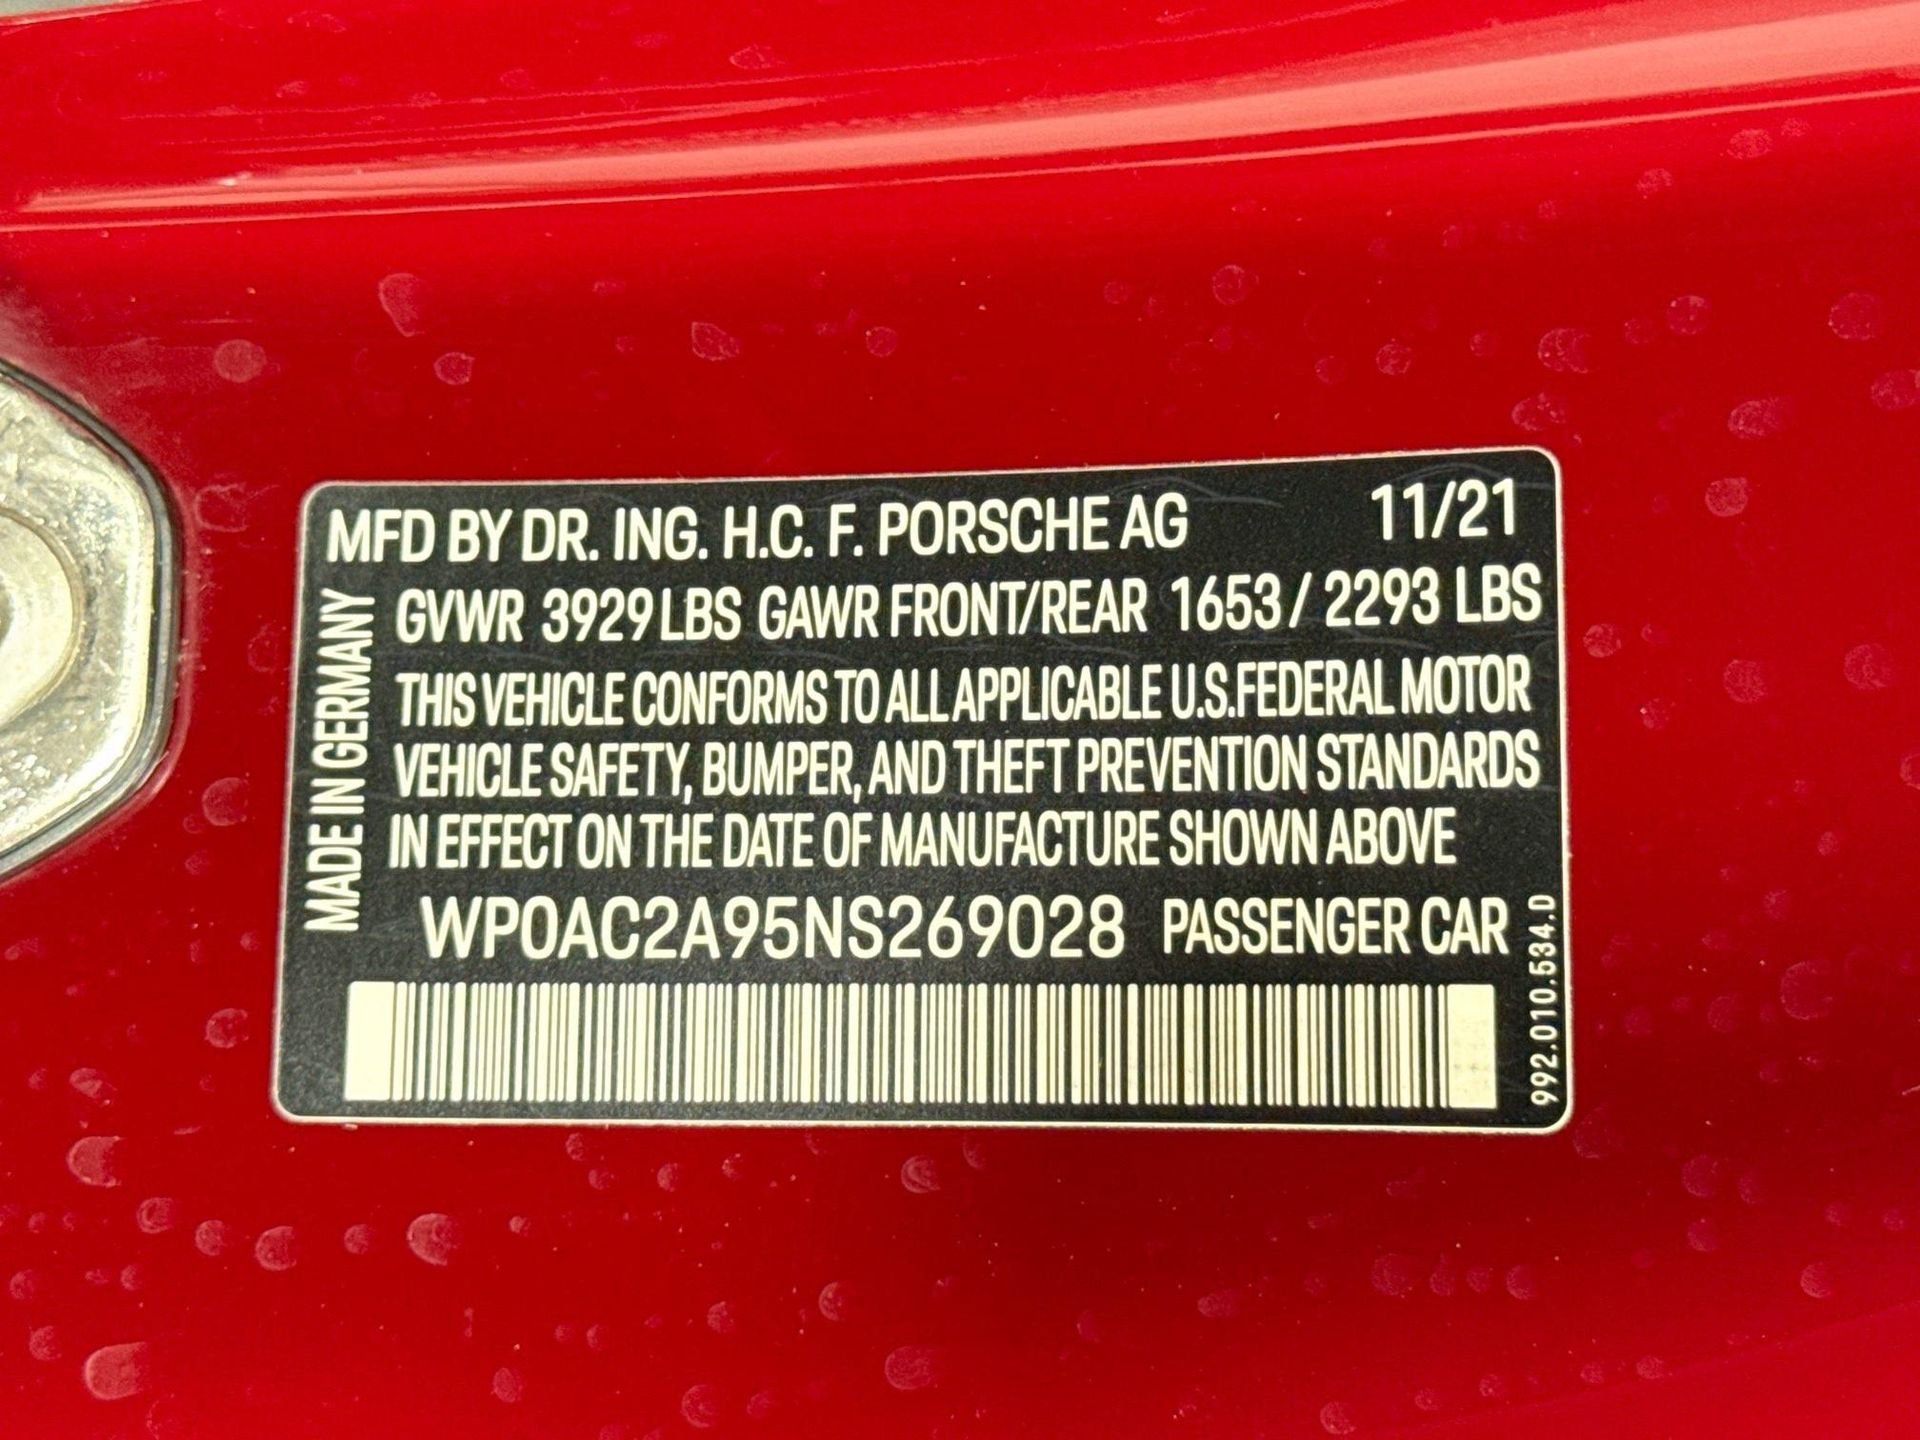 MFD BY DR. ING. H.C. F. PORSCHE AG 11/21
GVWR 3929 LBS GAWR FRONT/REAR 1653 / 2293 LBS
THIS VEHICLE CONFORMS TO ALL APPLICABLE U.S.FEDERAL MOTOR
VEHICLE SAFETY, BUMPER, AND THEFT PREVENTION STANDARDS
IN EFFECT ON THE DATE OF MANUFACTURE SHOWN ABOVE
WP0AC2A95NS269028 PASSENGER CAR
MADE IN GERMANY
992.010.534.D